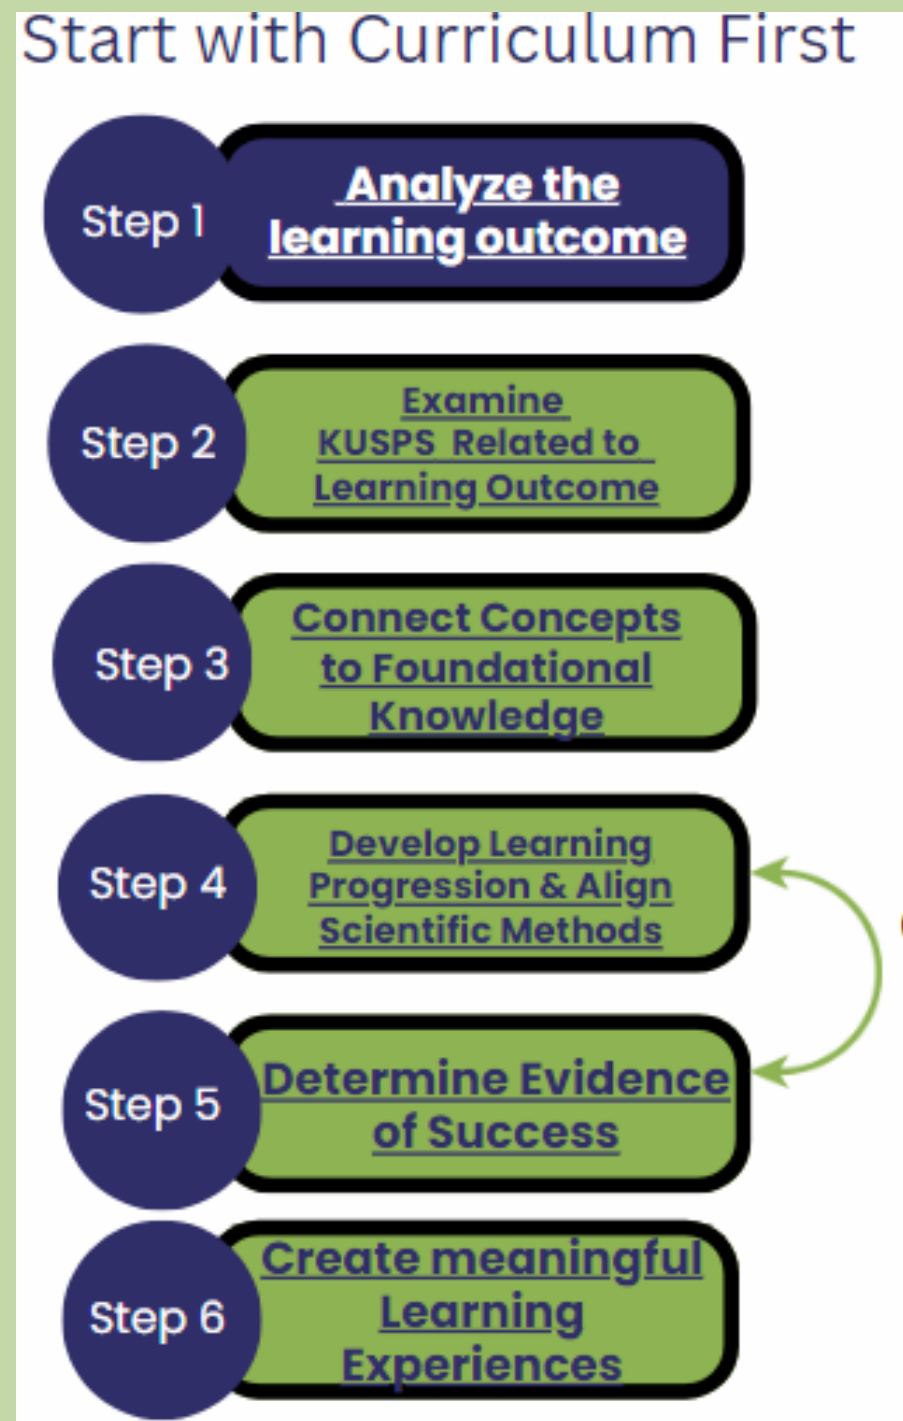 Start with Curriculum First
Step 1
Analyze the
learning outcome
Step 2
Examine
KUSPS Related to
Learning Outcome
Step 3
Connect Concepts
to Foundational
Knowledge
Step 4
Develop Learning
Progression & Align
Scientific Methods
Step 5
Determine Evidence
of Success
Step 6
Create meaningful
Learning
Experiences